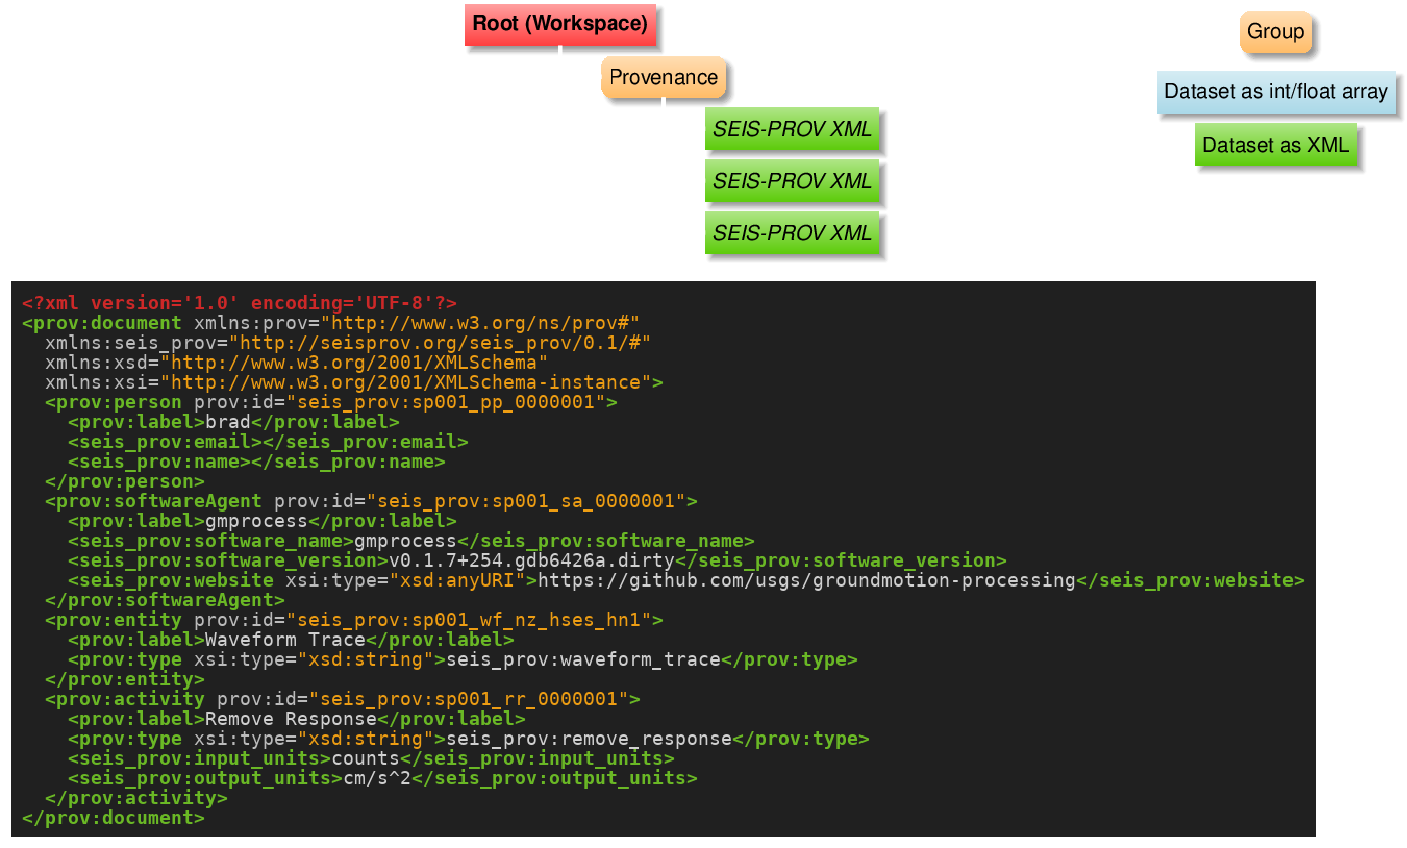 Root (Workspace)
Group
Provenance
Dataset as int/float array
SEIS-PROV XML
Dataset as XML
SEIS-PROV XML
SEIS-PROV XML
<?xml version='1.0' encoding='UTF-8'?>
<prov:document xmlns:prov="http://www.w3.org/ns/prov#"
  xmlns:seis_prov="http://seisprov.org/seis_prov/0.1/#"
  xmlns:xsd="http://www.w3.org/2001/XMLSchema"
  xmlns:xsi="http://www.w3.org/2001/XMLSchema-instance">
  <prov:person prov:id="seis_prov:sp001_pp_0000001">
    <prov:label>brad</prov:label>
    <seis_prov:email></seis_prov:email>
    <seis_prov:name></seis_prov:name>
  </prov:person>
  <prov:softwareAgent prov:id="seis_prov:sp001_sa_0000001">
    <prov:label>gmprocess</prov:label>
    <seis_prov:software_name>gmprocess</seis_prov:software_name>
    <seis_prov:software_version>v0.1.7+254.gdb6426a.dirty</seis_prov:software_version>
    <seis_prov:website xsi:type="xsd:anyURI">https://github.com/usgs/groundmotion-processing</seis_prov:website>
  </prov:softwareAgent>
  <prov:entity prov:id="seis_prov:sp001_wf_nz_hses_hn1">
    <prov:label>Waveform Trace</prov:label>
    <prov:type xsi:type="xsd:string">seis_prov:waveform_trace</prov:type>
  </prov:entity>
  <prov:activity prov:id="seis_prov:sp001_rr_0000001">
    <prov:label>Remove Response</prov:label>
    <prov:type xsi:type="xsd:string">seis_prov:remove_response</prov:type>
    <seis_prov:input_units>counts</seis_prov:input_units>
    <seis_prov:output_units>cm/s^2</seis_prov:output_units>
  </prov:activity>
</prov:document>